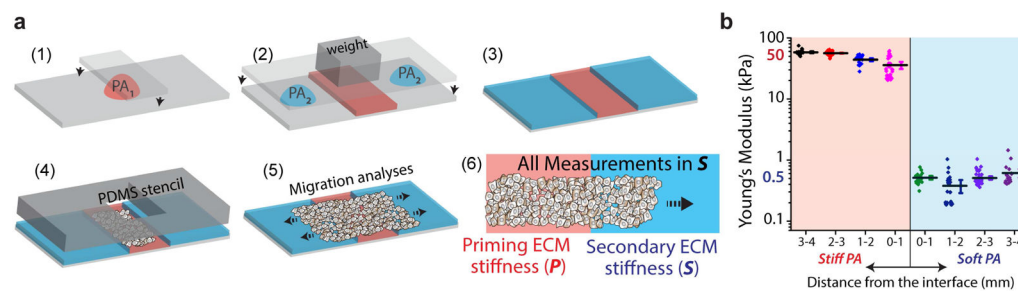 a
(1)
PA1
(2)
weight
PA2
PA2
(3)
(4)
PDMS stencil
(5)
Migration analyses
(6)
All Measurements in S
Priming ECM
stiffness (P)
Secondary ECM
stiffness (S)
b
Young's Modulus (kPa)
100
50
10
1
0.5
0.1
3-4
2-3
1-2
0-1
0-1
1-2
2-3
3-4
Stiff PA
Soft PA
Distance from the interface (mm)